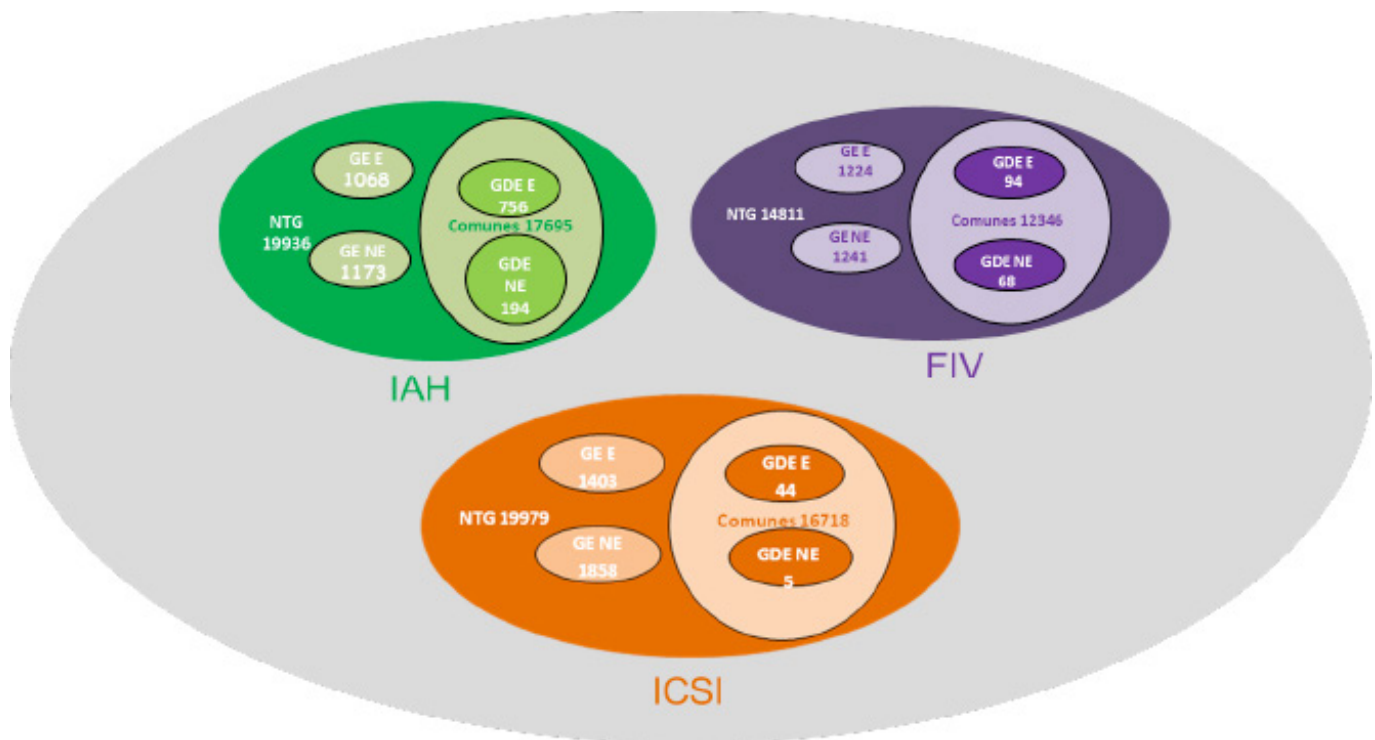 GE E
1068
NTG
19936
GE NE
1173
GDE E
756
Comunes 17695
GDE
NE
194
IAH
GE E
1224
NTG 14811
GE NE
1241
GDE E
94
Comunes 12346
GDE NE
68
FIV
GE E
1403
NTG 19979
GE NE
1858
GDE E
44
Comunes 16718
GDE NE
5
ICSI